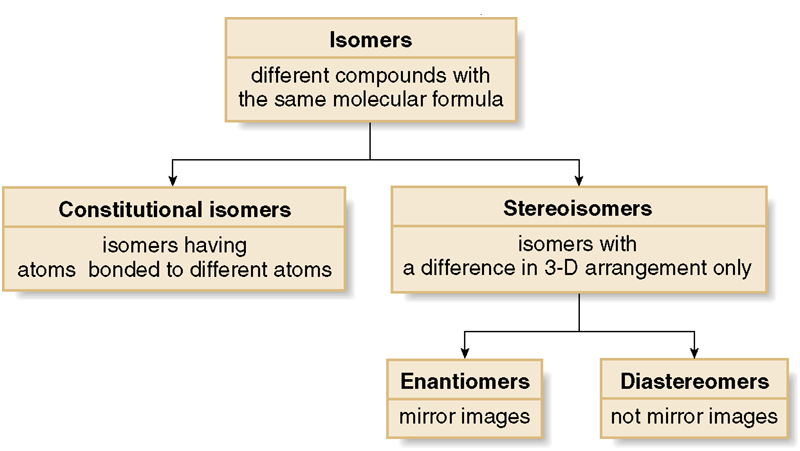 Isomers
different compounds with
the same molecular formula
Constitutional isomers
isomers having
atoms bonded to different atoms
Stereoisomers
isomers with
a difference in 3-D arrangement only
Enantiomers
mirror images
Diastereomers
not mirror images